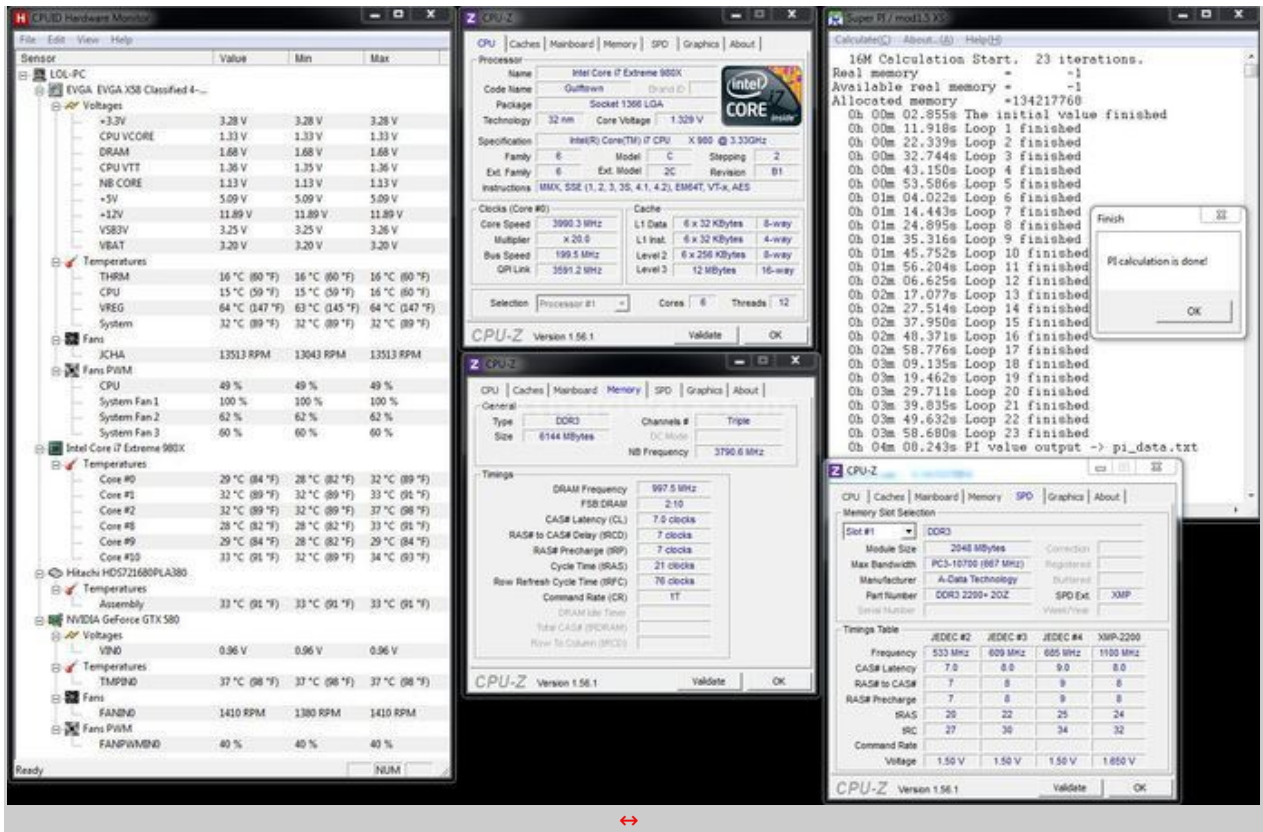 CPUID Hardware Monitor
File Edit View Help
Sensor Value Min Max
LOL-PC
EVGA EVGA X58 Classified 4-...
Voltages
+3.3V 3.28 V 3.28 V 3.28 V
CPU VCORE 1.33 V 1.33 V 1.33 V
DRAM 1.68 V 1.68 V 1.68 V
CPU VTT 1.36 V 1.35 V 1.36 V
NB CORE 1.13 V 1.13 V 1.13 V
+5V 5.09 V 5.09 V 5.09 V
+12V 11.89 V 11.89 V 11.89 V
VSB3V 3.25 V 3.25 V 3.26 V
VBAT 3.20 V 3.20 V 3.20 V
Temperatures
THRM 16 °C (60 °F) 16 °C (60 °F) 16 °C (60 °F)
CPU 15 °C (59 °F) 15 °C (59 °F) 16 °C (60 °F)
VREG 64 °C (147 °F) 63 °C (145 °F) 64 °C (147 °F)
System 32 °C (89 °F) 32 °C (89 °F) 32 °C (89 °F)
Fans
JCHA 13513 RPM 13043 RPM 13513 RPM
Fans PWM
CPU 49 % 49 % 49 %
System Fan 1 100 % 100 % 100 %
System Fan 2 62 % 62 % 62 %
System Fan 3 60 % 60 % 60 %
Intel Core i7 Extreme 980X
Temperatures
Core #0 29 °C (84 °F) 28 °C (82 °F) 32 °C (89 °F)
Core #1 32 °C (89 °F) 32 °C (89 °F) 33 °C (91 °F)
Core #2 32 °C (89 °F) 32 °C (89 °F) 37 °C (98 °F)
Core #8 28 °C (82 °F) 28 °C (82 °F) 33 °C (91 °F)
Core #9 29 °C (84 °F) 28 °C (82 °F) 29 °C (84 °F)
Core #10 33 °C (91 °F) 32 °C (89 °F) 34 °C (93 °F)
Hitachi HDS721680PLA380
Temperatures
Assembly 33 °C (91 °F) 33 °C (91 °F) 33 °C (91 °F)
NVIDIA GeForce GTX 580
Voltages
VIN0 0.96 V 0.96 V 0.96 V
Temperatures
TMPIN0 37 °C (98 °F) 37 °C (98 °F) 37 °C (98 °F)
Fans
FANIN0 1410 RPM 1380 RPM 1410 RPM
Fans PWM
FANPWMIN0 40 % 40 % 40 %
Ready NUM
CPU-Z
CPU Caches Mainboard Memory SPD Graphics About
Processor
Name Intel Core i7 Extreme 980X
Code Name Gulftown Brand ID
Package Socket 1366 LGA
Technology 32 nm Core Voltage 1.329 V
intel CORE i7 inside
Specification Intel(R) Core(TM) i7 CPU X 980 @ 3.33GHz
Family 6 Model C Stepping 2
Ext. Family 6 Ext. Model 2C Revision B1
Instructions MMX, SSE (1, 2, 3, 3S, 4.1, 4.2), EM64T, VT-x, AES
Clocks (Core #0) Cache
Core Speed 3990.3 MHz L1 Data 6 x 32 KBytes 8-way
Multiplier x 20.0 L1 Inst. 6 x 32 KBytes 4-way
Bus Speed 199.5 MHz Level 2 6 x 256 KBytes 8-way
QPI Link 3591.2 MHz Level 3 12 MBytes 16-way
Selection Processor #1 Cores 6 Threads 12
CPU-Z Version 1.56.1 Validate OK
CPU-Z
CPU Caches Mainboard Memory SPD Graphics About
General
Type DDR3 Channels # Triple
Size 6144 MBytes DC Mode
NB Frequency 3790.6 MHz
Timings
DRAM Frequency 997.5 MHz
FSB:DRAM 2:10
CAS# Latency (CL) 7.0 clocks
RAS# to CAS# Delay (tRCD) 7 clocks
RAS# Precharge (tRP) 7 clocks
Cycle Time (tRAS) 21 clocks
Row Refresh Cycle Time (tRFC) 76 clocks
Command Rate (CR) 1T
DRAM Idle Timer
Total CAS# (tRDRAM)
Row To Column (tRCD)
CPU-Z Version 1.56.1 Validate OK
Super PI / mod1.5 XS
Calculate(C) About...(A) Help(H)
16M Calculation Start. 23 iterations.
Real memory = -1
Available real memory = -1
Allocated memory =134217768
0h 00m 02.855s The initial value finished
0h 00m 11.918s Loop 1 finished
0h 00m 22.339s Loop 2 finished
0h 00m 32.744s Loop 3 finished
0h 00m 43.150s Loop 4 finished
0h 00m 53.586s Loop 5 finished
0h 01m 04.022s Loop 6 finished
0h 01m 14.443s Loop 7 finished
0h 01m 24.895s Loop 8 finished
0h 01m 35.316s Loop 9 finished
0h 01m 45.752s Loop 10 finished
0h 01m 56.204s Loop 11 finished
0h 02m 06.625s Loop 12 finished
0h 02m 17.077s Loop 13 finished
0h 02m 27.514s Loop 14 finished
0h 02m 37.950s Loop 15 finished
0h 02m 48.371s Loop 16 finished
0h 02m 58.776s Loop 17 finished
0h 03m 09.135s Loop 18 finished
0h 03m 19.462s Loop 19 finished
0h 03m 29.711s Loop 20 finished
0h 03m 39.835s Loop 21 finished
0h 03m 49.632s Loop 22 finished
0h 03m 58.680s Loop 23 finished
0h 04m 08.243s PI value output -> pi_data.txt
Finish
PI calculation is done!
OK
CPU-Z
CPU Caches Mainboard Memory SPD Graphics About
Memory Slot Selection
Slot #1 DDR3
Module Size 2048 MBytes Correction
Max Bandwidth PC3-10700 (667 MHz) Registered
Manufacturer A-Data Technology Buffered
Part Number DDR3 2200+ 2OZ SPD Ext. XMP
Serial Number Week/Year
Timings Table
JEDEC #2 JEDEC #3 JEDEC #4 XMP-2200
Frequency 533 MHz 609 MHz 685 MHz 1100 MHz
CAS# Latency 7.0 8.0 9.0 8.0
RAS# to CAS# 7 8 9 8
RAS# Precharge 7 8 9 8
tRAS 20 22 25 24
tRC 27 30 34 32
Command Rate
Voltage 1.50 V 1.50 V 1.50 V 1.650 V
CPU-Z Version 1.56.1 Validate OK